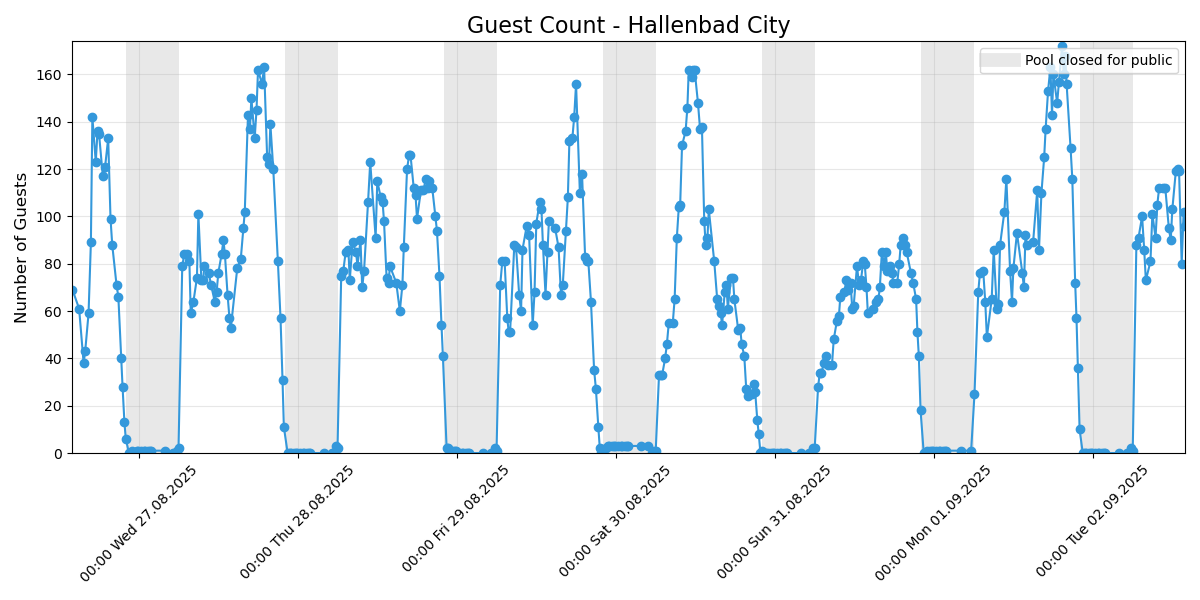 Guest Count - Hallenbad City
Pool closed for public
Number of Guests
160
140
120
100
80
60
40
20
0
00:00 Wed 27.08.2025
00:00 Thu 28.08.2025
00:00 Fri 29.08.2025
00:00 Sat 30.08.2025
00:00 Sun 31.08.2025
00:00 Mon 01.09.2025
00:00 Tue 02.09.2025